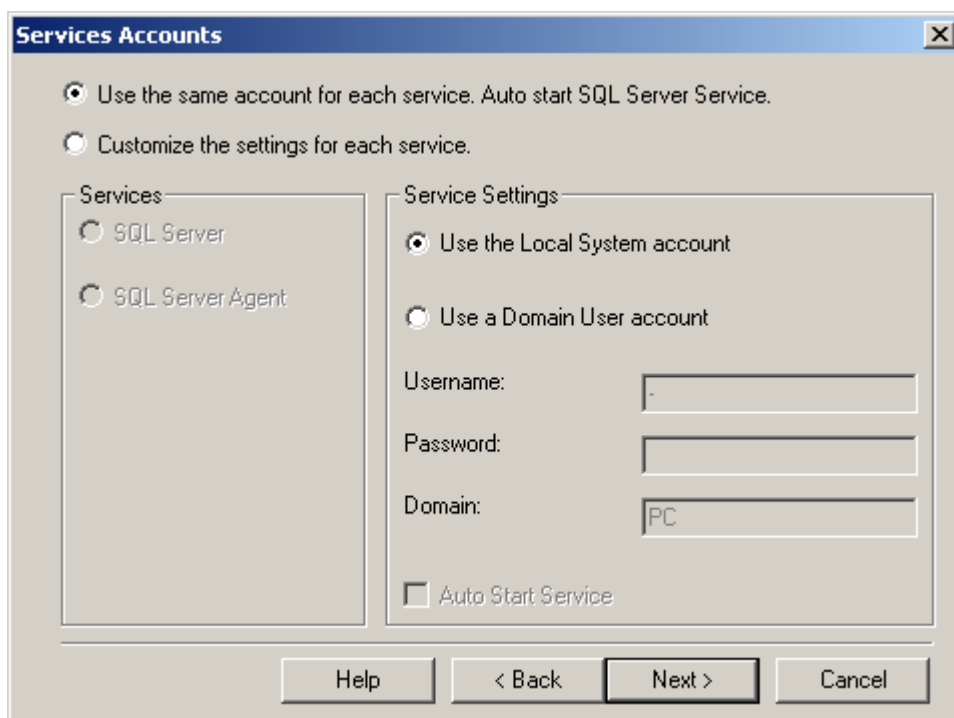 Services Accounts
Use the same account for each service. Auto start SQL Server Service.
Customize the settings for each service.
Services
SQL Server
SQL Server Agent
Service Settings
Use the Local System account
Use a Domain User account
Username:
-
Password:
Domain:
PC
Auto Start Service
Help
< Back
Next >
Cancel